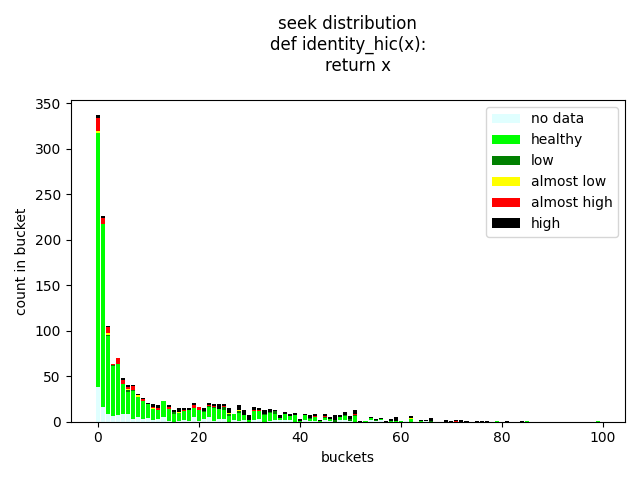 seek distribution
def identity_hic(x):
return x
count in bucket
350
300
250
200
150
100
50
0
no data
healthy
low
almost low
almost high
high
0
20
40
60
80
100
buckets